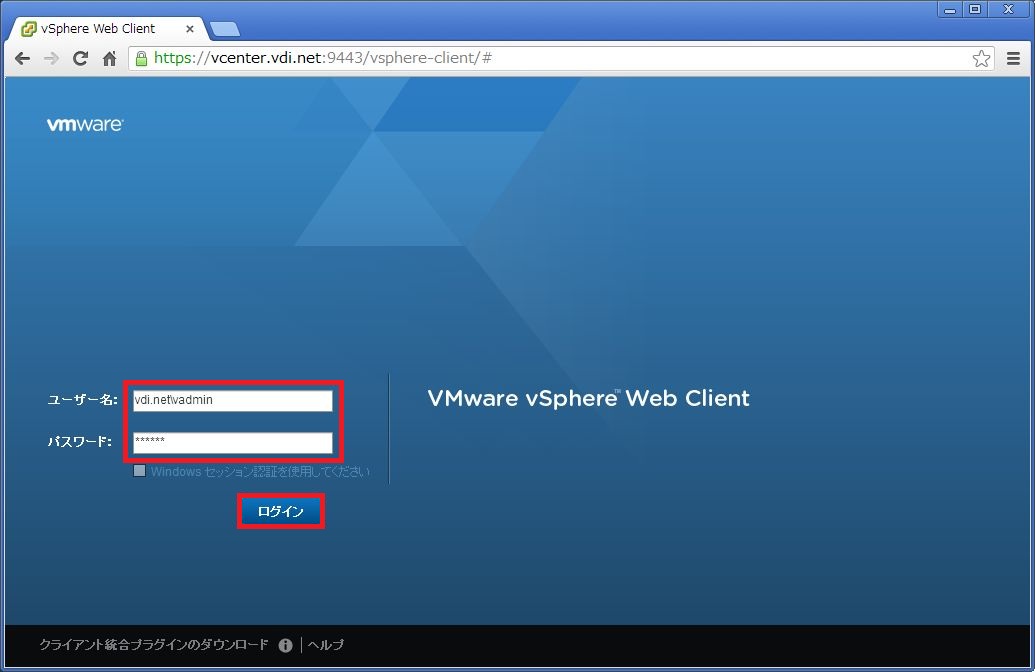 vSphere Web Client
https://vcenter.vdi.net:9443/vsphere-client/#
vmware
ユーザー名: vdi.net\vadmin
パスワード: ******
Windows セッション認証を使用してください
ログイン
VMware vSphere™ Web Client
クライアント統合プラグインのダウンロード ヘルプ